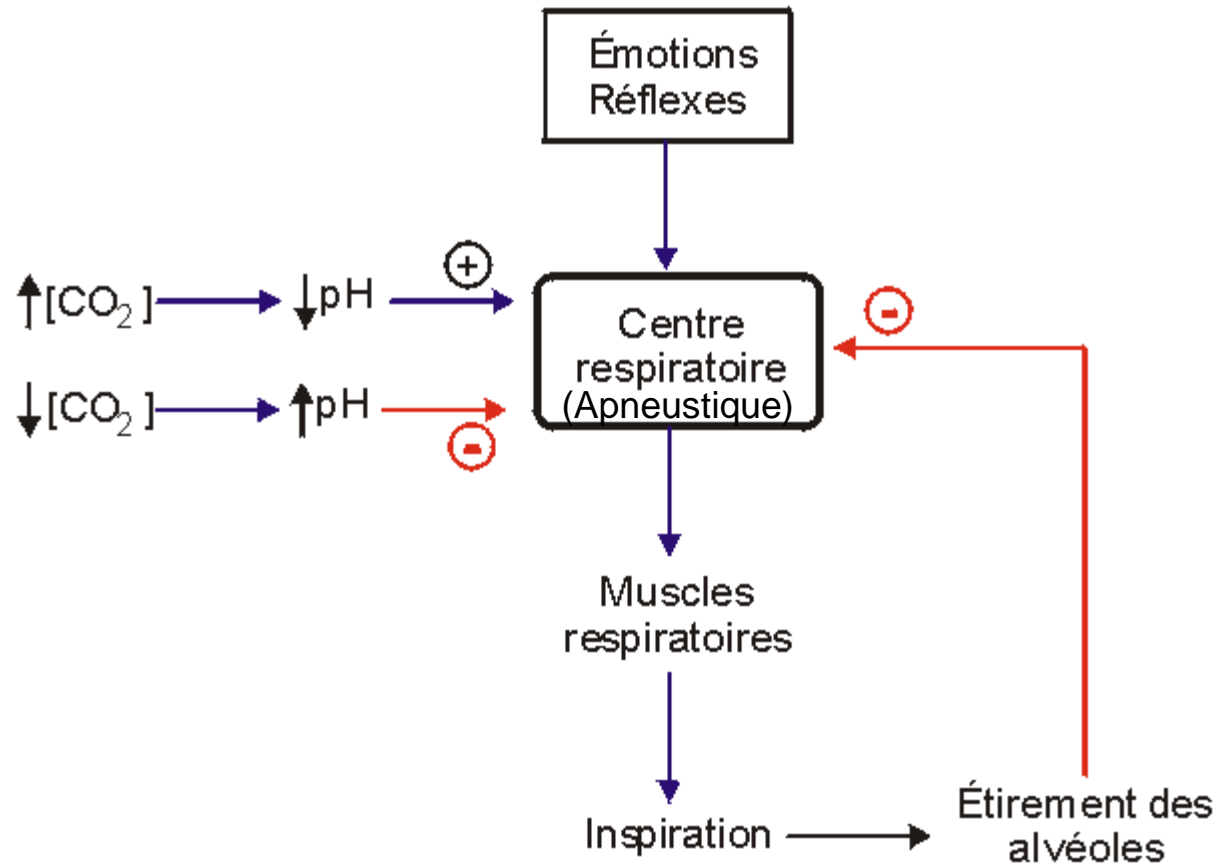 Émotions
Réflexes
+
↑[CO₂]
↓pH
-
Centre
respiratoire
(Apneustique)
↓[CO₂]
↑pH
-
Muscles
respiratoires
Inspiration
Étirement des
alvéoles